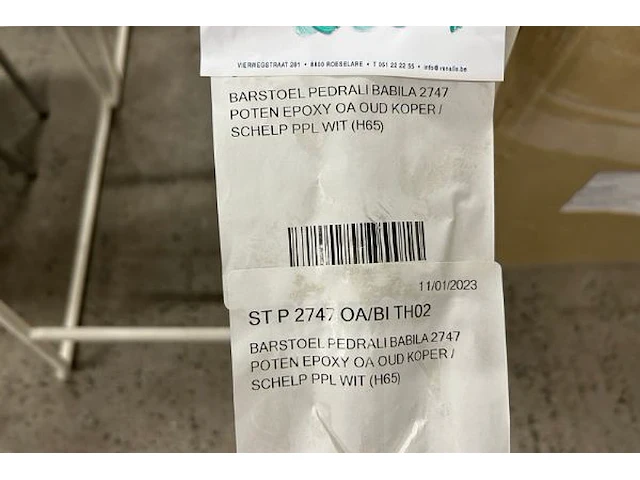 VIERWEGSTRAAT 281 • 8800 ROESELARE • T 051 22 22 55 • info@vanallo.be
BARSTOEL PEDRALI BABILA 2747
POTEN EPOXY OA OUD KOPER /
SCHELP PPL WIT (H65)
11/01/2023
ST P 2747 OA/BI TH02
BARSTOEL PEDRALI BABILA 2747
POTEN EPOXY OA OUD KOPER /
SCHELP PPL WIT (H65)